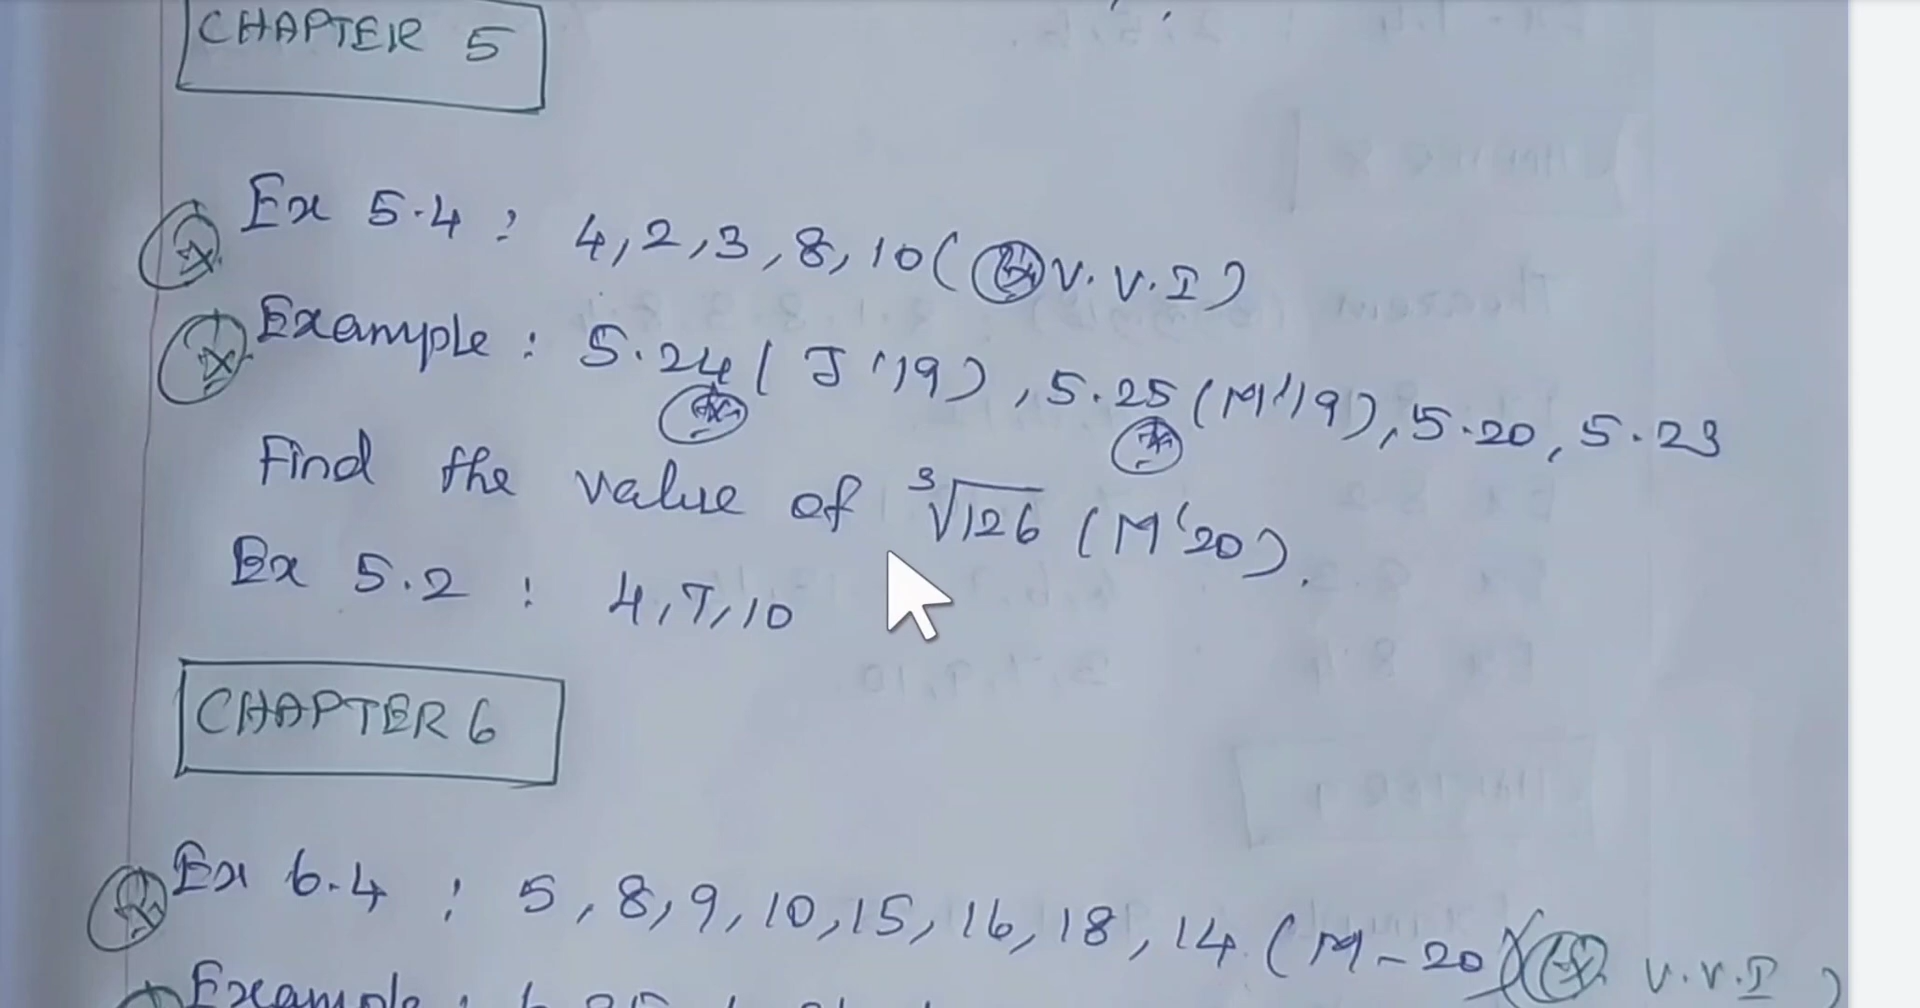 CHAPTER 5
Ex 5.4 : 4, 2, 3, 8, 10 ( V. V. I )
Example : 5.24 ( J '19 ) , 5.25 ( M '19 ) , 5.20 , 5.23
Find the value of ∛126 ( M '20 ) .
Ex 5.2 : 4, 7, 10
CHAPTER 6
Ex 6.4 : 5, 8, 9, 10, 15, 16, 18, 14 ( M - 20 ) ( V. V. I )
Example :